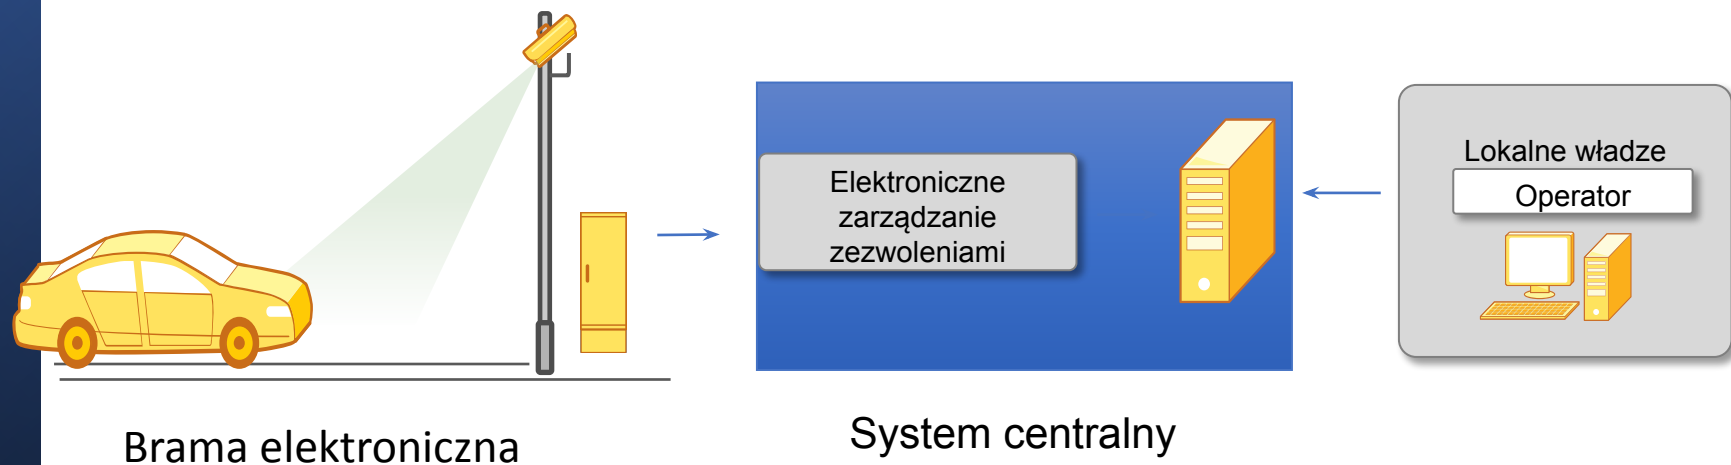 Elektroniczne
zarządzanie
zezwoleniami
Lokalne władze
Operator
Brama elektroniczna
System centralny